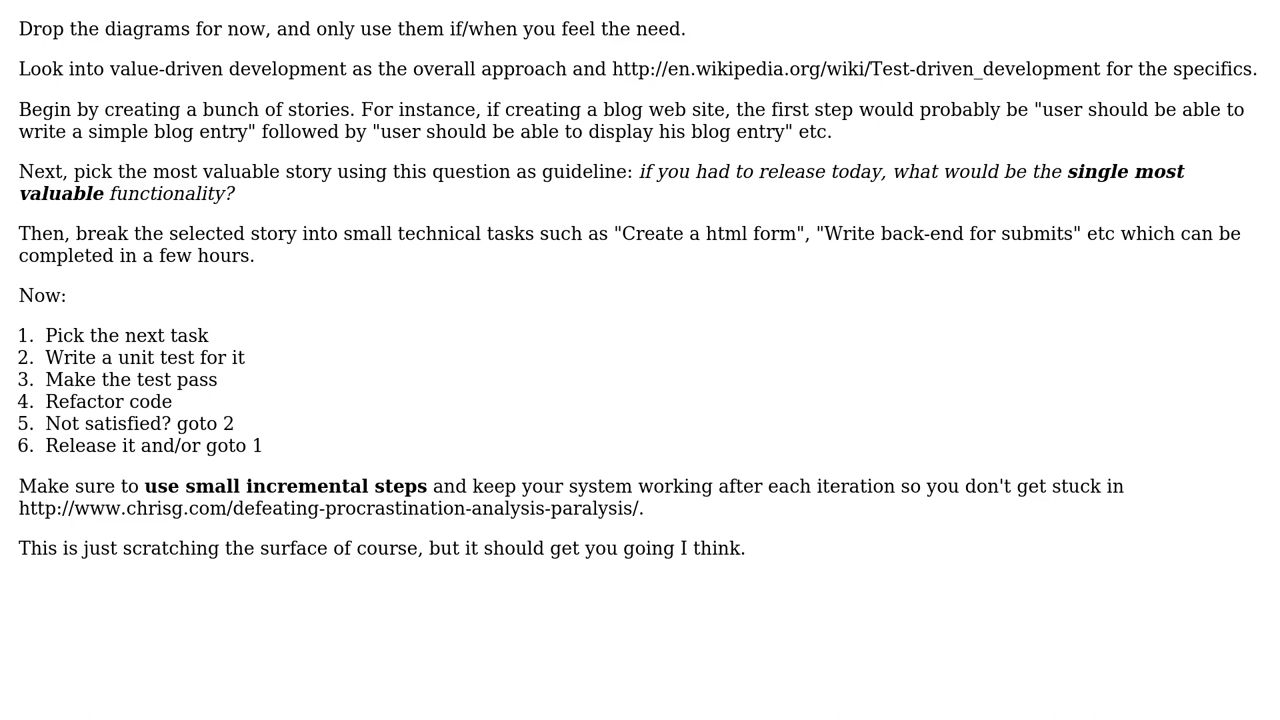 Drop the diagrams for now, and only use them if/when you feel the need.
Look into value-driven development as the overall approach and http://en.wikipedia.org/wiki/Test-driven_development for the specifics.
Begin by creating a bunch of stories. For instance, if creating a blog web site, the first step would probably be "user should be able to
write a simple blog entry" followed by "user should be able to display his blog entry" etc.
Next, pick the most valuable story using this question as guideline: if you had to release today, what would be the single most
valuable functionality?
Then, break the selected story into small technical tasks such as "Create a html form", "Write back-end for submits" etc which can be
completed in a few hours.
Now:
1. Pick the next task
2. Write a unit test for it
3. Make the test pass
4. Refactor code
5. Not satisfied? goto 2
6. Release it and/or goto 1
Make sure to use small incremental steps and keep your system working after each iteration so you don't get stuck in
http://www.chrisg.com/defeating-procrastination-analysis-paralysis/.
This is just scratching the surface of course, but it should get you going I think.